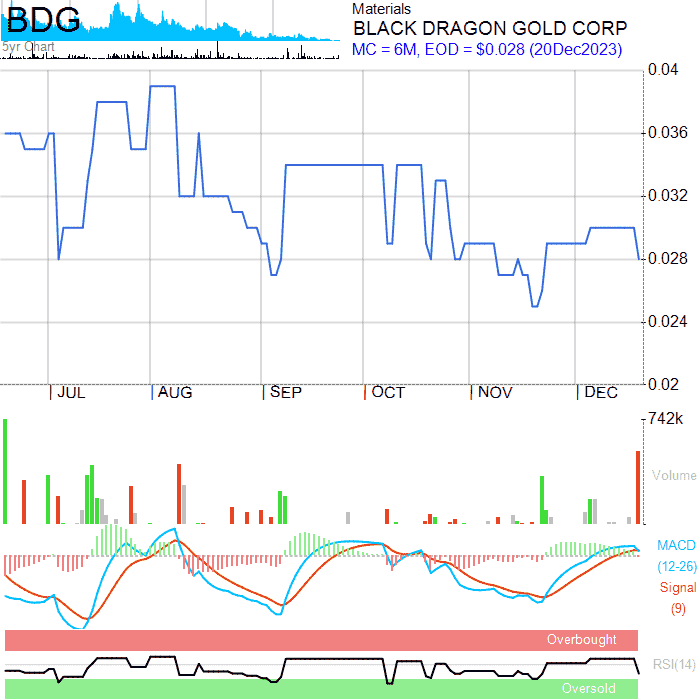 BDG
5yr Chart
Materials
BLACK DRAGON GOLD CORP
MC = 6M, EOD = $0.028 (20Dec2023)
0.04
0.036
0.032
0.028
0.024
0.02
JUL AUG SEP OCT NOV DEC
742k
Volume
MACD
(12-26)
Signal
(9)
Overbought
RSI(14)
Oversold